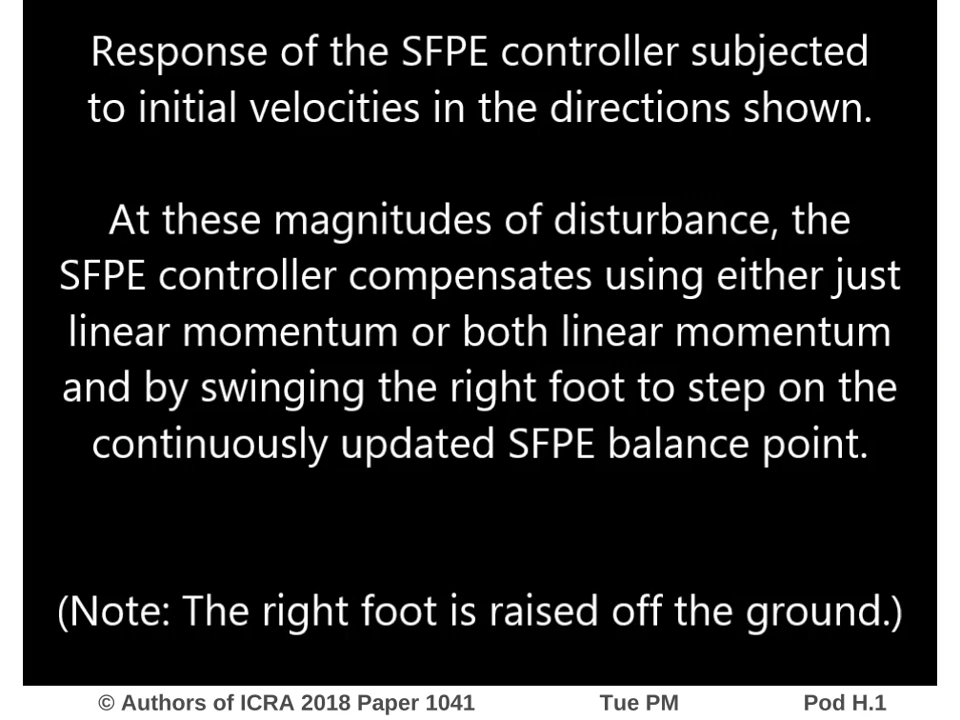 Response of the SFPE controller subjected
to initial velocities in the directions shown.
At these magnitudes of disturbance, the
SFPE controller compensates using either just
linear momentum or both linear momentum
and by swinging the right foot to step on the
continuously updated SFPE balance point.
(Note: The right foot is raised off the ground.)
© Authors of ICRA 2018 Paper 1041 Tue PM Pod H.1